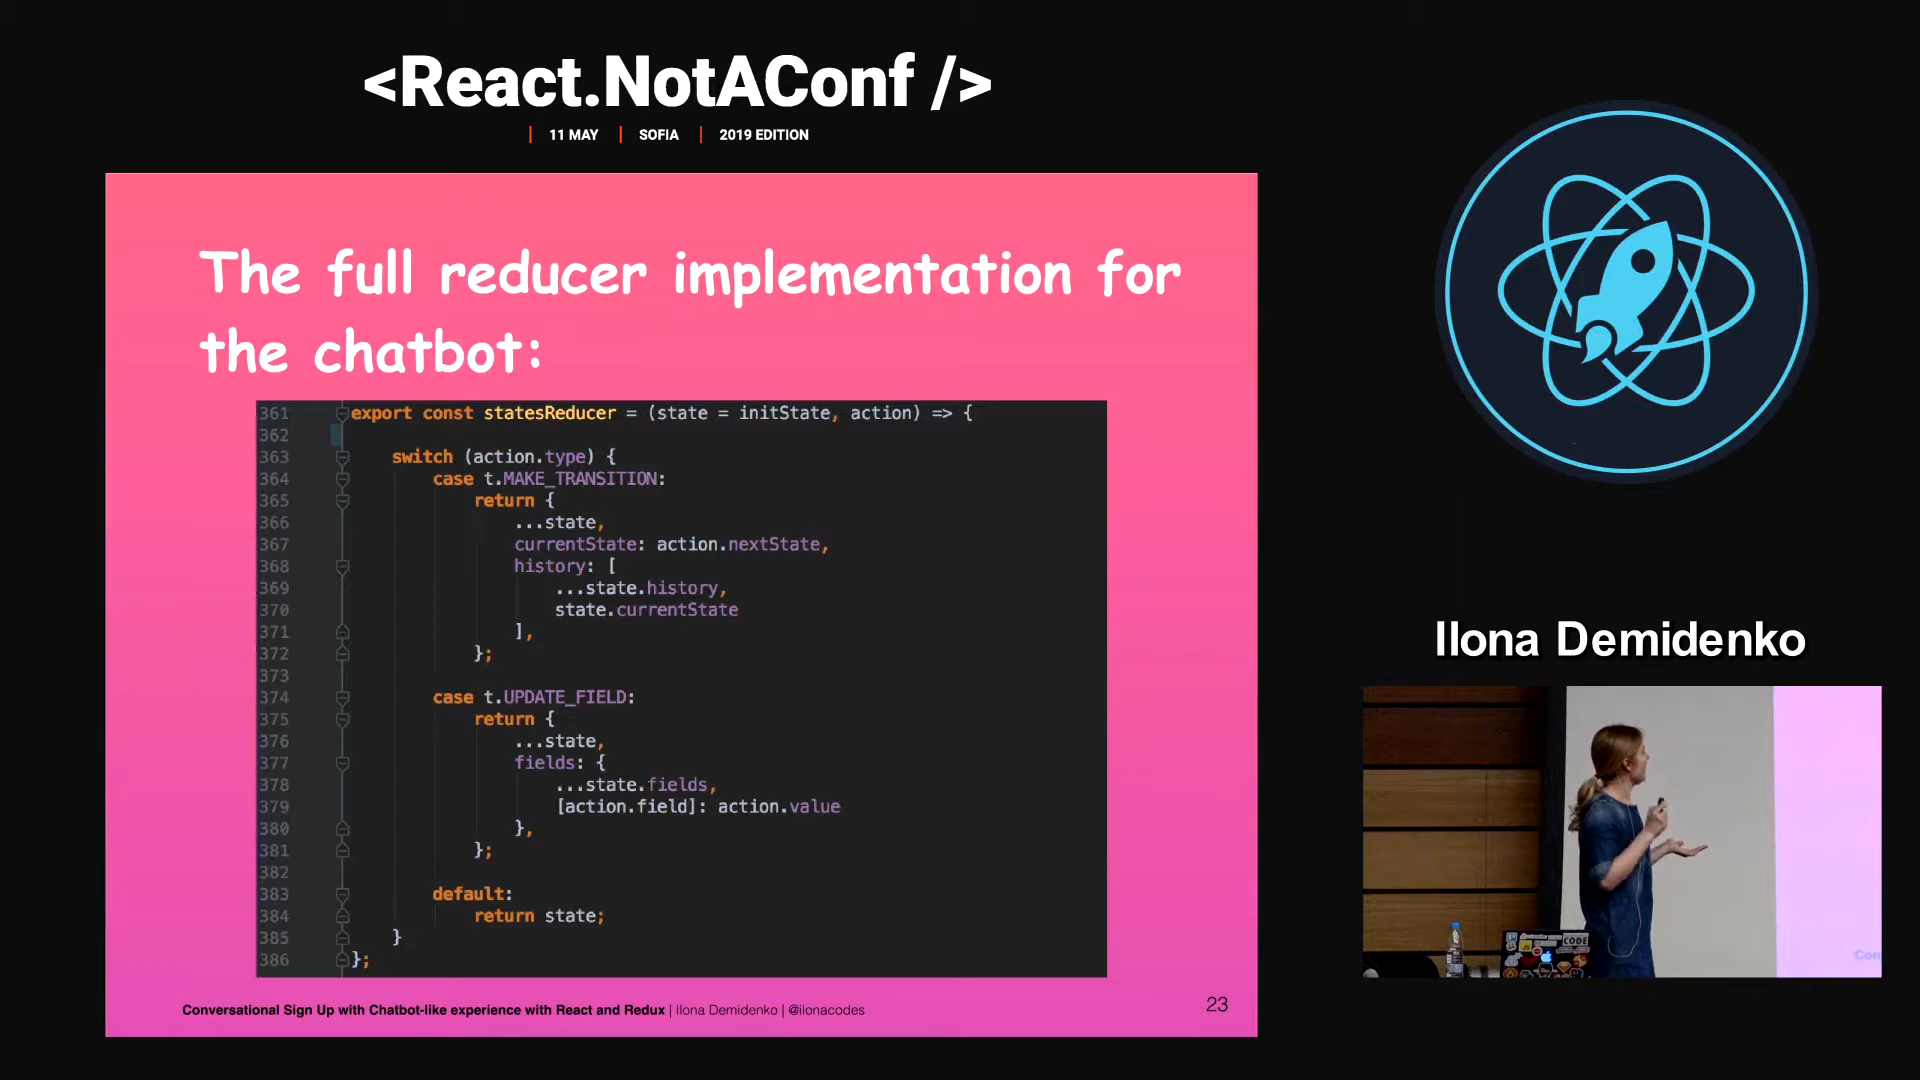 <React.NotAConf />
11 MAY | SOFIA | 2019 EDITION
The full reducer implementation for
the chatbot:
361 export const statesReducer = (state = initState, action) => {
362
363 switch (action.type) {
364 case t.MAKE_TRANSITION:
365 return {
366 ...state,
367 currentState: action.nextState,
368 history: [
369 ...state.history,
370 state.currentState
371 ],
372 };
373
374 case t.UPDATE_FIELD:
375 return {
376 ...state,
377 fields: {
378 ...state.fields,
379 [action.field]: action.value
380 },
381 };
382
383 default:
384 return state;
385 }
386 };
Conversational Sign Up with Chatbot-like experience with React and Redux | Ilona Demidenko | @ilonacodes
23
Ilona Demidenko
CODE